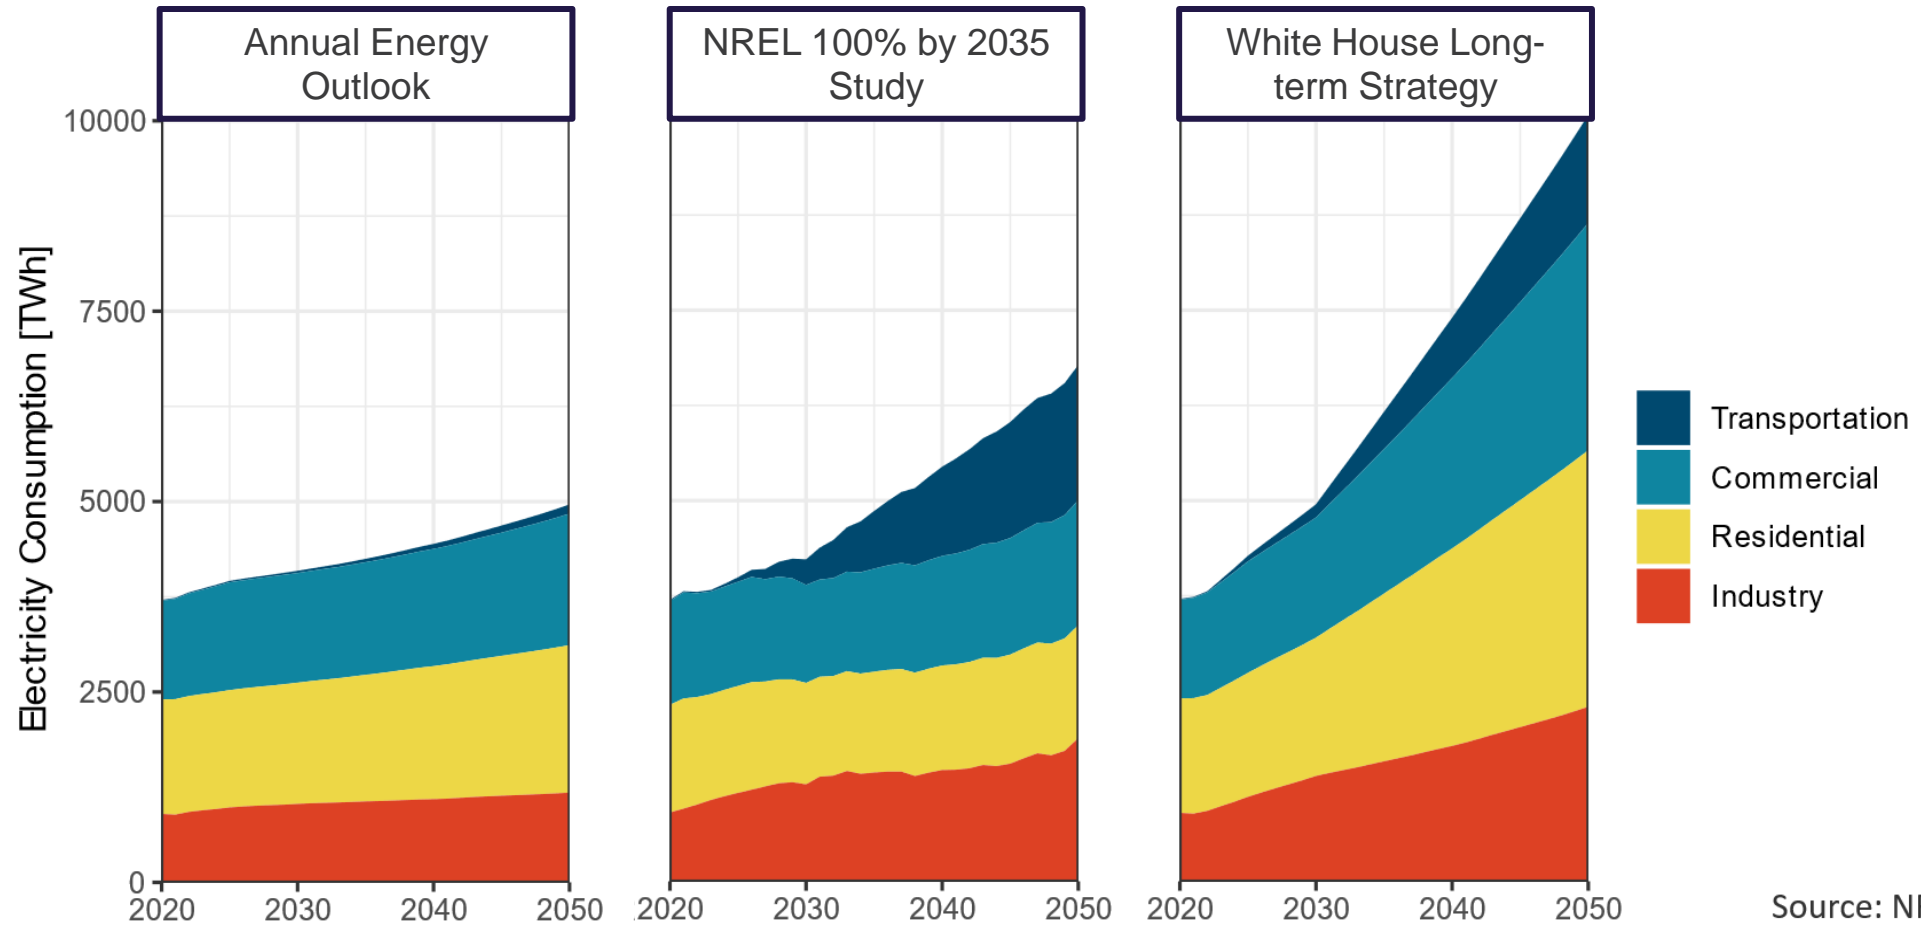 Annual Energy
Outlook
NREL 100% by 2035
Study
White House Long-
term Strategy
Electricity Consumption [TWh]
10000
7500
5000
2500
0
2020
2030
2040
2050
2020
2030
2040
2050
2020
2030
2040
2050
Transportation
Commercial
Residential
Industry
Source: